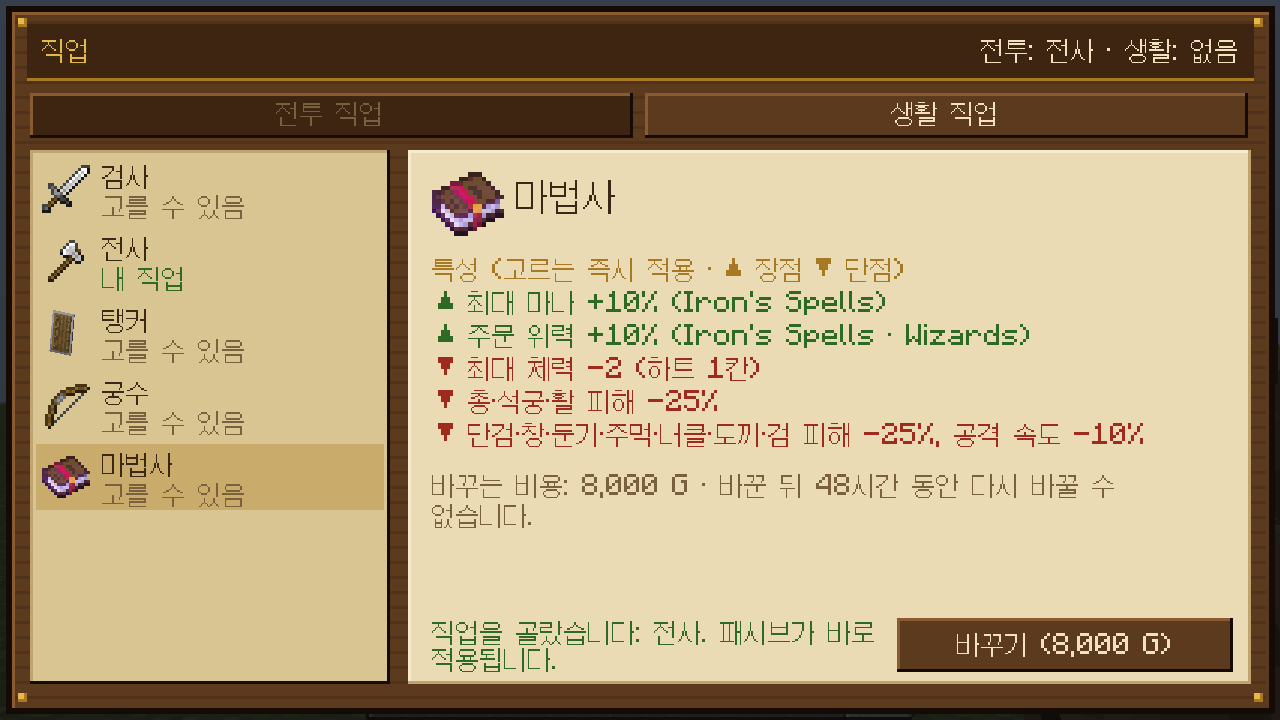 직업
전투: 전사 · 생활: 없음
전투 직업
생활 직업
검사
고를 수 있음
전사
내 직업
탱커
고를 수 있음
궁수
고를 수 있음
마법사
고를 수 있음
마법사
특성 (고르는 즉시 적용 · ▲ 장점 ▼ 단점)
▲ 최대 마나 +10% (Iron's Spells)
▲ 주문 위력 +10% (Iron's Spells · Wizards)
▼ 최대 체력 -2 (하트 1칸)
▼ 총·석궁·활 피해 -25%
▼ 단검·창·둔기·주먹·너클·도끼·검 피해 -25%, 공격 속도 -10%
바꾸는 비용: 8,000 G · 바꾼 뒤 48시간 동안 다시 바꿀 수
없습니다.
직업을 골랐습니다: 전사. 패시브가 바로
적용됩니다.
바꾸기 (8,000 G)